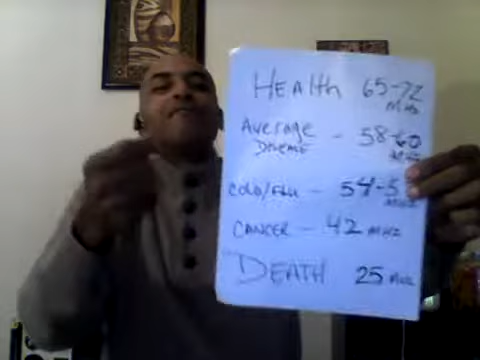 HEAlth 65-72
MHZ
AVerage - 58-60
DISEASE MHZ
COLD/FLU - 54-5
MHZ
CANCER - 42 MHZ
DEATH 25 MHZ